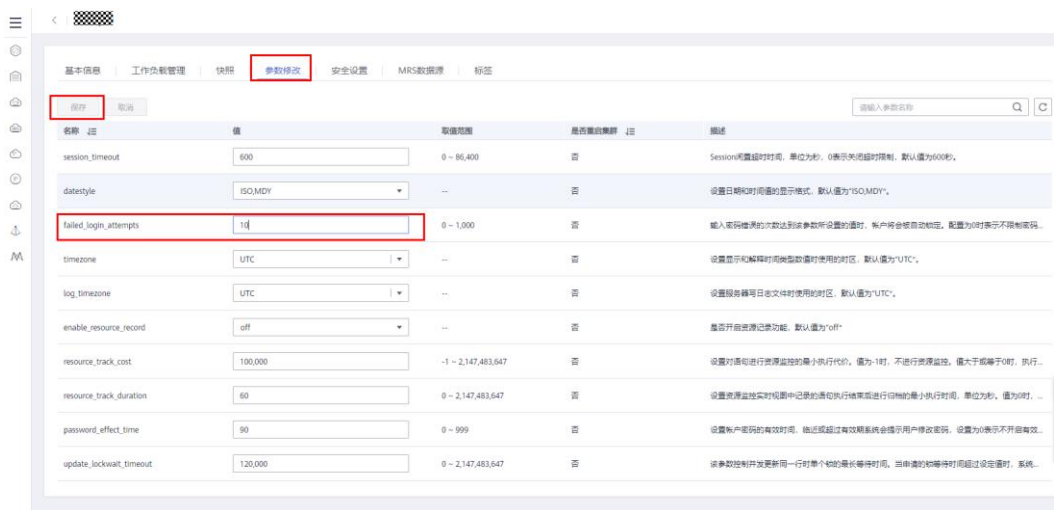 基本信息 工作负载管理 快照 参数修改 安全设置 MRS数据源 标签
保存 取消 请输入参数名称
名称 值 取值范围 是否重启集群 描述
session_timeout 600 0 ~ 86,400 否 Session闲置超时时间，单位为秒，0表示关闭超时限制，默认值为600秒。
datestyle ISO,MDY -- 否 设置日期和时间值的显示格式，默认值为"ISO,MDY"。
failed_login_attempts 10 0 ~ 1,000 否 输入密码错误的次数达到该参数所设置的值时，帐户将会被自动锁定。配置为0时表示不限制密码...
timezone UTC -- 否 设置显示和解释时间类型数值时使用的时区，默认值为"UTC"。
log_timezone UTC -- 否 设置服务器写日志文件时使用的时区，默认值为"UTC"。
enable_resource_record off -- 否 是否开启资源记录功能，默认值为"off"
resource_track_cost 100,000 -1 ~ 2,147,483,647 否 设置对语句进行资源监控的最小执行代价。值为-1时，不进行资源监控。值大于或等于0时，执行...
resource_track_duration 60 0 ~ 2,147,483,647 否 设置资源监控实时视图中记录的语句执行结束后进行归档的最小执行时间，单位为秒。值为0时，...
password_effect_time 90 0 ~ 999 否 设置帐户密码的有效时间，临近或超过有效期系统会提示用户修改密码，设置为0表示不开启有效...
update_lockwait_timeout 120,000 0 ~ 2,147,483,647 否 该参数控制并发更新同一行时单个锁的最长等待时间。当申请的锁等待时间超过设定值时，系统...